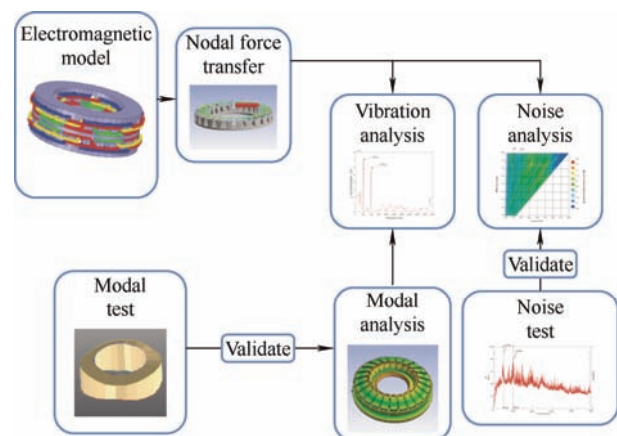 Electromagnetic
model
Nodal force
transfer
Vibration
analysis
Noise
analysis
Modal
test
Validate
Modal
analysis
Validate
Noise
test